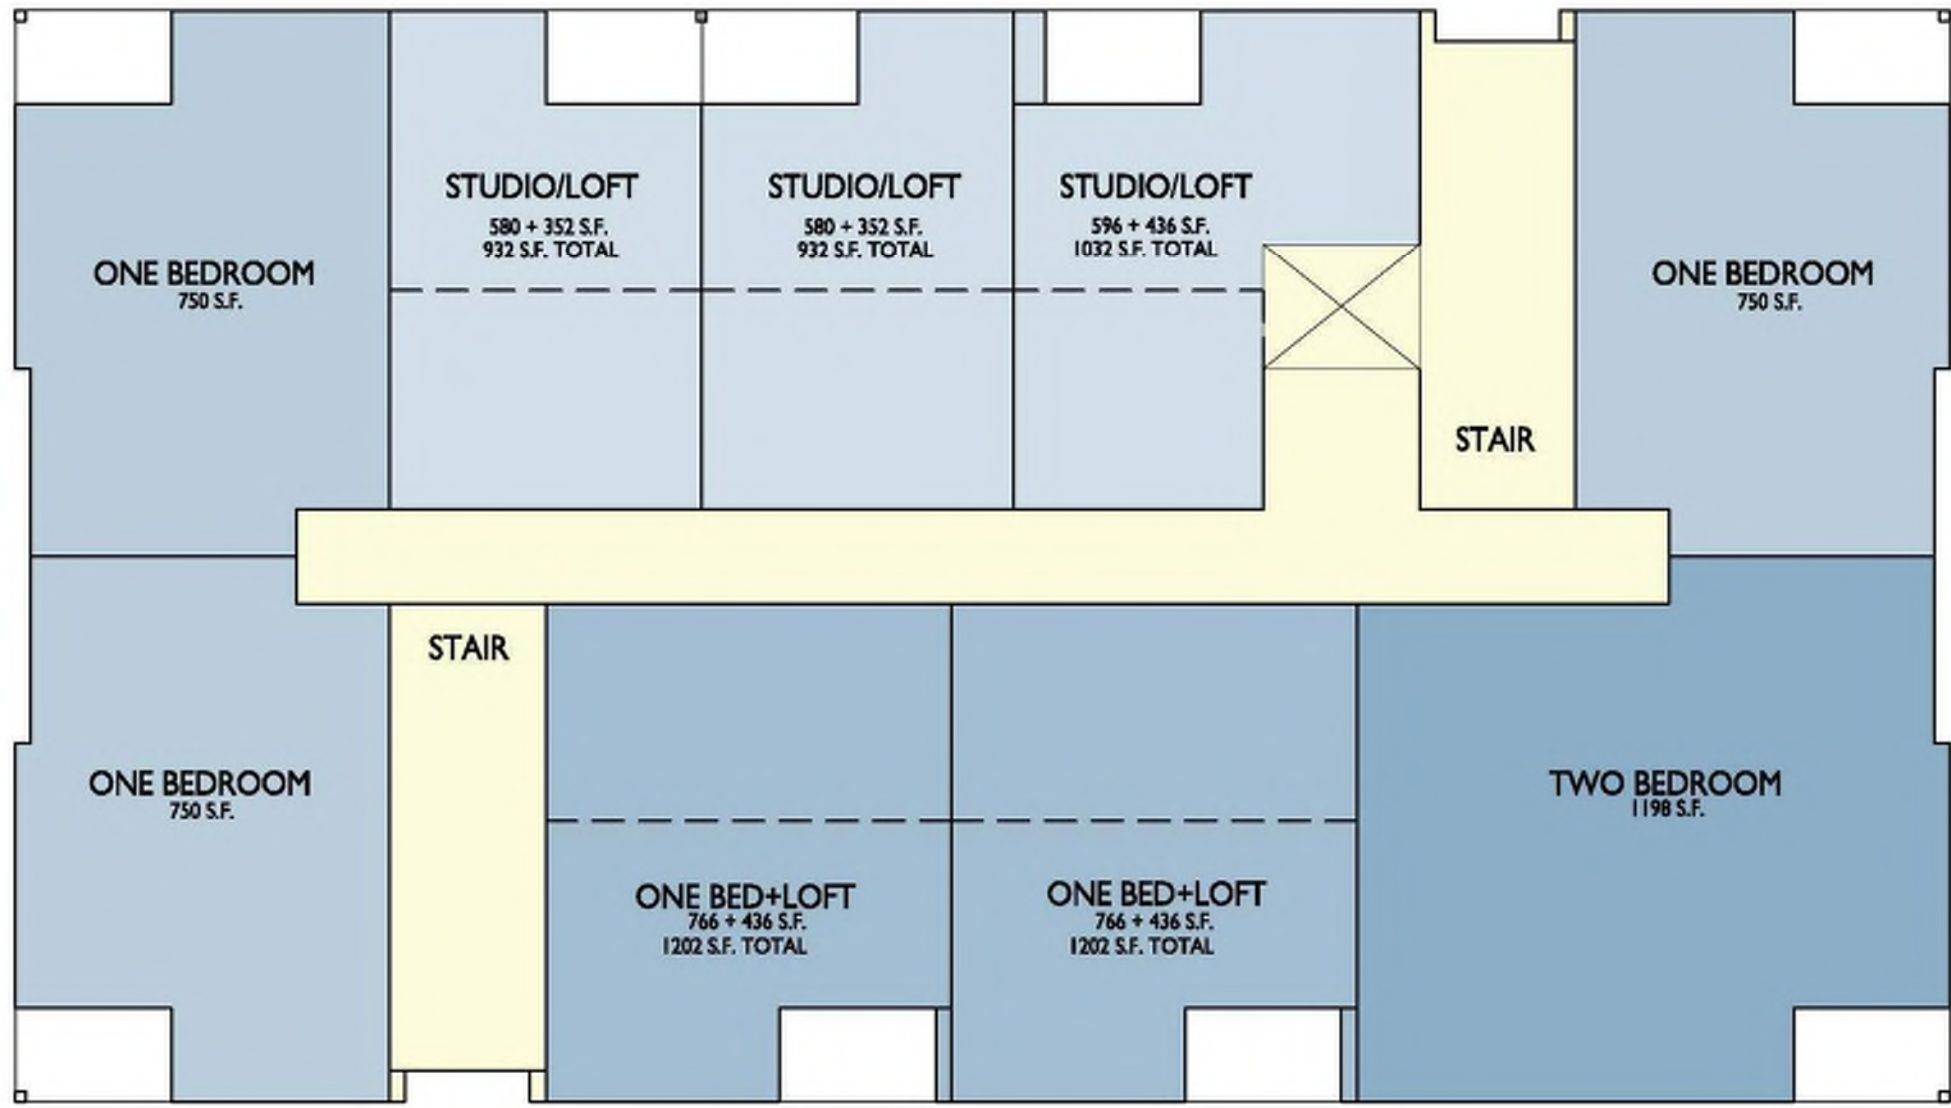 STUDIO/LOFT
580 + 352 S.F.
932 S.F. TOTAL
STUDIO/LOFT
580 + 352 S.F.
932 S.F. TOTAL
STUDIO/LOFT
596 + 436 S.F.
1032 S.F. TOTAL
ONE BEDROOM
750 S.F.
ONE BEDROOM
750 S.F.
STAIR
STAIR
ONE BEDROOM
750 S.F.
ONE BED+LOFT
766 + 436 S.F.
1202 S.F. TOTAL
ONE BED+LOFT
766 + 436 S.F.
1202 S.F. TOTAL
TWO BEDROOM
1198 S.F.